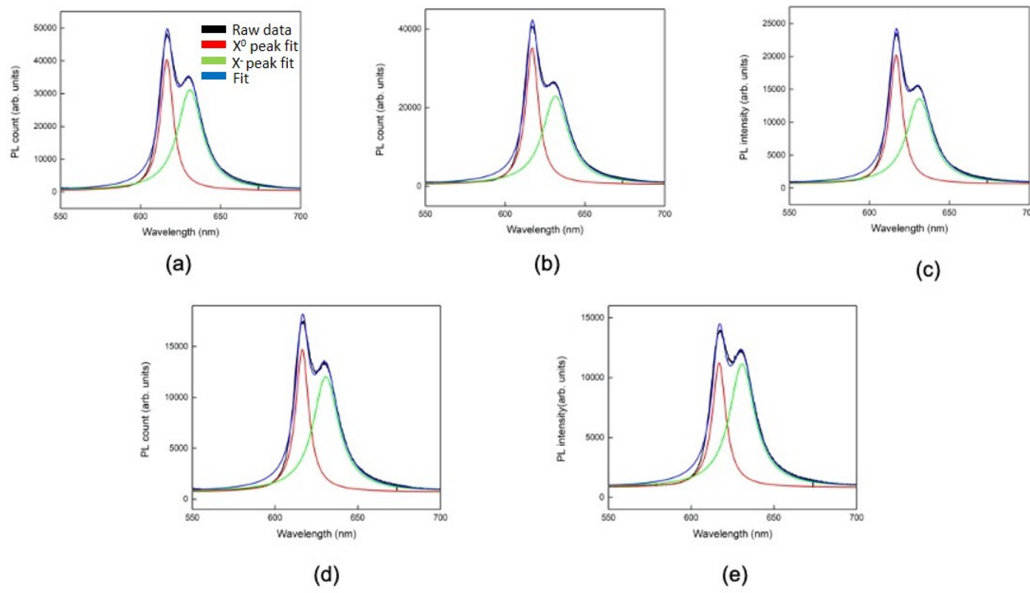 50000
40000
30000
20000
10000
0
PL count (arb. units)
550 600 650 700
Wavelength (nm)
Raw data
X⁰ peak fit
X⁻ peak fit
Fit
(a)
40000
20000
0
PL count (arb. units)
550 600 650 700
Wavelength (nm)
(b)
25000
20000
15000
10000
5000
0
PL intensity (arb. units)
550 600 650 700
Wavelength (nm)
(c)
15000
10000
5000
0
PL count (arb. units)
550 600 650 700
Wavelength (nm)
(d)
15000
10000
5000
0
PL intensity(arb. units)
550 600 650 700
Wavelength (nm)
(e)